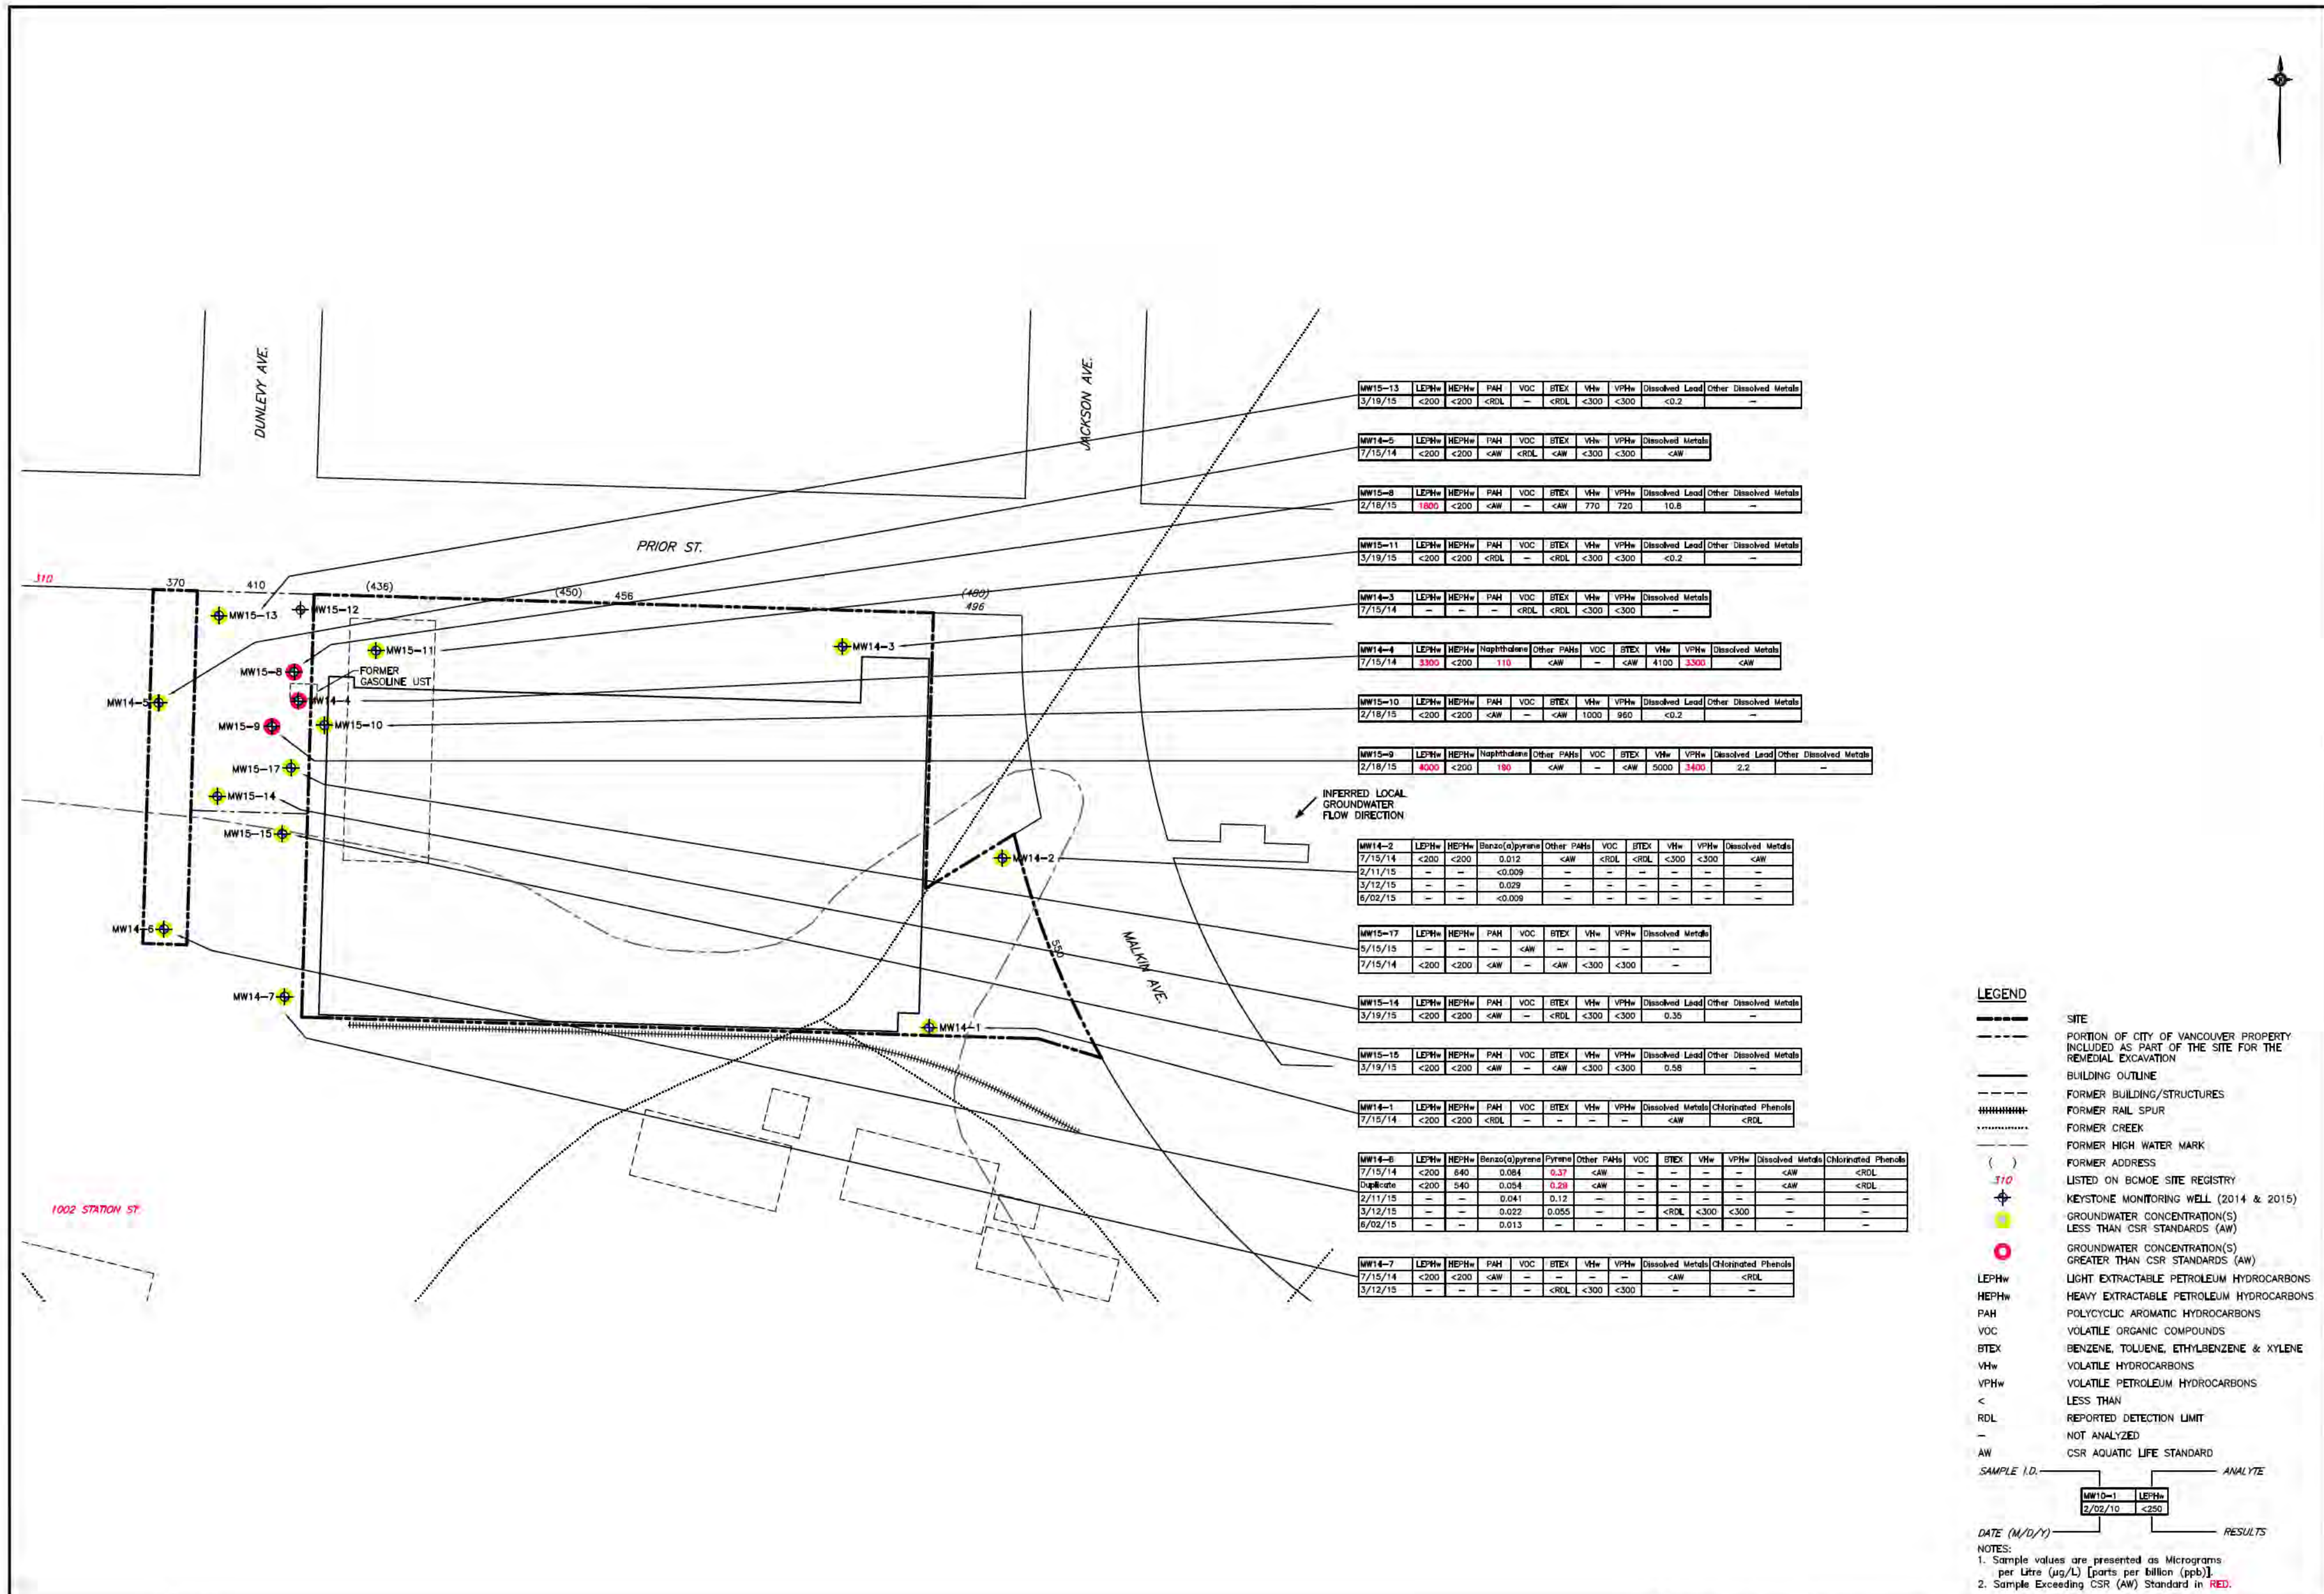 DUNLEVY AVE.
JACKSON AVE.
PRIOR ST.
310
370
410
(436)
(450)
456
(480)
496
MW15-13
MW15-12
MW15-11
MW14-3
MW15-8
FORMER
GASOLINE UST
MW14-5
MW14-4
MW15-9
MW15-10
MW15-17
MW15-14
MW15-15
MW14-2
MW14-6
MW14-7
MW14-1
550
MALKIN AVE.
1002 STATION ST.
INFERRED LOCAL
GROUNDWATER
FLOW DIRECTION
MW15-13 LEPHw HEPHw PAH VOC BTEX VHw VPHw Dissolved Lead Other Dissolved Metals
3/19/15 <200 <200 <RDL - <RDL <300 <300 <0.2 -
MW14-5 LEPHw HEPHw PAH VOC BTEX VHw VPHw Dissolved Metals
7/15/14 <200 <200 <AW <RDL <AW <300 <300 <AW
MW15-8 LEPHw HEPHw PAH VOC BTEX VHw VPHw Dissolved Lead Other Dissolved Metals
2/18/15 1800 <200 <AW - <AW 770 720 10.8 -
MW15-11 LEPHw HEPHw PAH VOC BTEX VHw VPHw Dissolved Lead Other Dissolved Metals
3/19/15 <200 <200 <RDL - <RDL <300 <300 <0.2 -
MW14-3 LEPHw HEPHw PAH VOC BTEX VHw VPHw Dissolved Metals
7/15/14 - - - <RDL <RDL <300 <300 -
MW14-4 LEPHw HEPHw Naphthalene Other PAHs VOC BTEX VHw VPHw Dissolved Metals
7/15/14 3300 <200 110 <AW - <AW 4100 3300 <AW
MW15-10 LEPHw HEPHw PAH VOC BTEX VHw VPHw Dissolved Lead Other Dissolved Metals
2/18/15 <200 <200 <AW - <AW 1000 960 <0.2 -
MW15-9 LEPHw HEPHw Naphthalene Other PAHs VOC BTEX VHw VPHw Dissolved Lead Other Dissolved Metals
2/18/15 4000 <200 190 <AW - <AW 5000 3400 2.2 -
MW14-2 LEPHw HEPHw Benzo(a)pyrene Other PAHs VOC BTEX VHw VPHw Dissolved Metals
7/15/14 <200 <200 0.012 <AW <RDL <RDL <300 <300 <AW
2/11/15 - - <0.009 - - - - - -
3/12/15 - - 0.029 - - - - - -
6/02/15 - - <0.009 - - - - - -
MW15-17 LEPHw HEPHw PAH VOC BTEX VHw VPHw Dissolved Metals
5/15/15 - - - <AW - - - -
7/15/14 <200 <200 <AW - <AW <300 <300 -
MW15-14 LEPHw HEPHw PAH VOC BTEX VHw VPHw Dissolved Lead Other Dissolved Metals
3/19/15 <200 <200 <AW - <RDL <300 <300 0.35 -
MW15-15 LEPHw HEPHw PAH VOC BTEX VHw VPHw Dissolved Lead Other Dissolved Metals
3/19/15 <200 <200 <AW - <AW <300 <300 0.58 -
MW14-1 LEPHw HEPHw PAH VOC BTEX VHw VPHw Dissolved Metals Chlorinated Phenols
7/15/14 <200 <200 <RDL - - - - <AW <RDL
MW14-6 LEPHw HEPHw Benzo(a)pyrene Pyrene Other PAHs VOC BTEX VHw VPHw Dissolved Metals Chlorinated Phenols
7/15/14 <200 640 0.084 0.37 <AW - - - - <AW <RDL
Duplicate <200 540 0.054 0.29 <AW - - - - <AW <RDL
2/11/15 - - 0.041 0.12 - - - - - - -
3/12/15 - - 0.022 0.055 - - <RDL <300 <300 - -
6/02/15 - - 0.013 - - - - - - - -
MW14-7 LEPHw HEPHw PAH VOC BTEX VHw VPHw Dissolved Metals Chlorinated Phenols
7/15/14 <200 <200 <AW - - - - <AW <RDL
3/12/15 - - - - <RDL <300 <300 - -
LEGEND
SITE
PORTION OF CITY OF VANCOUVER PROPERTY
INCLUDED AS PART OF THE SITE FOR THE
REMEDIAL EXCAVATION
BUILDING OUTLINE
FORMER BUILDING/STRUCTURES
FORMER RAIL SPUR
FORMER CREEK
FORMER HIGH WATER MARK
( ) FORMER ADDRESS
310 LISTED ON BCMOE SITE REGISTRY
KEYSTONE MONITORING WELL (2014 & 2015)
GROUNDWATER CONCENTRATION(S)
LESS THAN CSR STANDARDS (AW)
GROUNDWATER CONCENTRATION(S)
GREATER THAN CSR STANDARDS (AW)
LEPHw LIGHT EXTRACTABLE PETROLEUM HYDROCARBONS
HEPHw HEAVY EXTRACTABLE PETROLEUM HYDROCARBONS
PAH POLYCYCLIC AROMATIC HYDROCARBONS
VOC VOLATILE ORGANIC COMPOUNDS
BTEX BENZENE, TOLUENE, ETHYLBENZENE & XYLENE
VHw VOLATILE HYDROCARBONS
VPHw VOLATILE PETROLEUM HYDROCARBONS
< LESS THAN
RDL REPORTED DETECTION LIMIT
- NOT ANALYZED
AW CSR AQUATIC LIFE STANDARD
SAMPLE I.D. ANALYTE
MW10-1 LEPHw
2/02/10 <250
DATE (M/D/Y) RESULTS
NOTES:
1. Sample values are presented as Micrograms
per Litre (µg/L) [parts per billion (ppb)].
2. Sample Exceeding CSR (AW) Standard in RED.